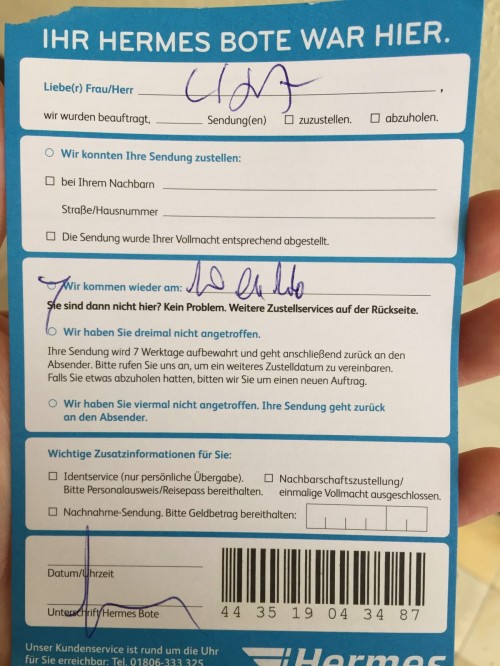 IHR HERMES BOTE WAR HIER.
Liebe(r) Frau/Herr ,
wir wurden beauftragt, Sendung(en) zuzustellen. abzuholen.
Wir konnten Ihre Sendung zustellen:
bei Ihrem Nachbarn
Straße/Hausnummer
Die Sendung wurde Ihrer Vollmacht entsprechend abgestellt.
Wir kommen wieder am:
Sie sind dann nicht hier? Kein Problem. Weitere Zustellservices auf der Rückseite.
Wir haben Sie dreimal nicht angetroffen.
Ihre Sendung wird 7 Werktage aufbewahrt und geht anschließend zurück an den
Absender. Bitte rufen Sie uns an, um ein weiteres Zustelldatum zu vereinbaren.
Falls Sie etwas abzuholen hatten, bitten wir Sie um einen neuen Auftrag.
Wir haben Sie viermal nicht angetroffen. Ihre Sendung geht zurück
an den Absender.
Wichtige Zusatzinformationen für Sie:
Identservice (nur persönliche Übergabe). Nachbarschaftszustellung/
Bitte Personalausweis/Reisepass bereithalten. einmalige Vollmacht ausgeschlossen.
Nachnahme-Sendung. Bitte Geldbetrag bereithalten:
Datum/Uhrzeit
Unterschrift/Hermes Bote
44 35 19 04 34 87
Unser Kundenservice ist rund um die Uhr
für Sie erreichbar: Tel. 01806-333 325
Hermes